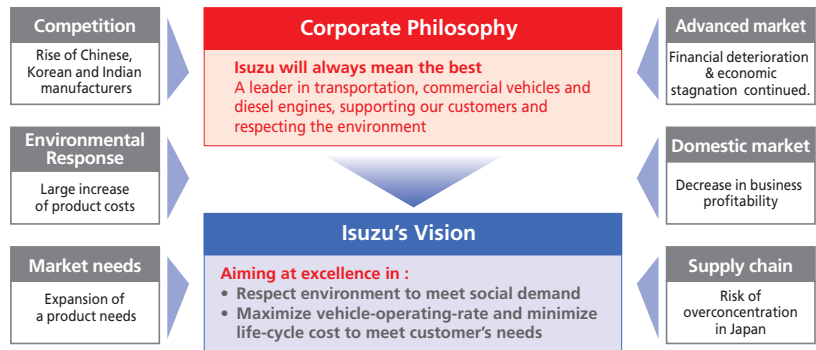 Competition
Rise of Chinese,
Korean and Indian
manufacturers
Environmental
Response
Large increase
of product costs
Market needs
Expansion of
a product needs
Corporate Philosophy
Isuzu will always mean the best
A leader in transportation, commercial vehicles and
diesel engines, supporting our customers and
respecting the environment
Isuzu's Vision
Aiming at excellence in :
• Respect environment to meet social demand
• Maximize vehicle-operating-rate and minimize
life-cycle cost to meet customer's needs
Advanced market
Financial deterioration
& economic
stagnation continued.
Domestic market
Decrease in business
profitability
Supply chain
Risk of
overconcentration
in Japan